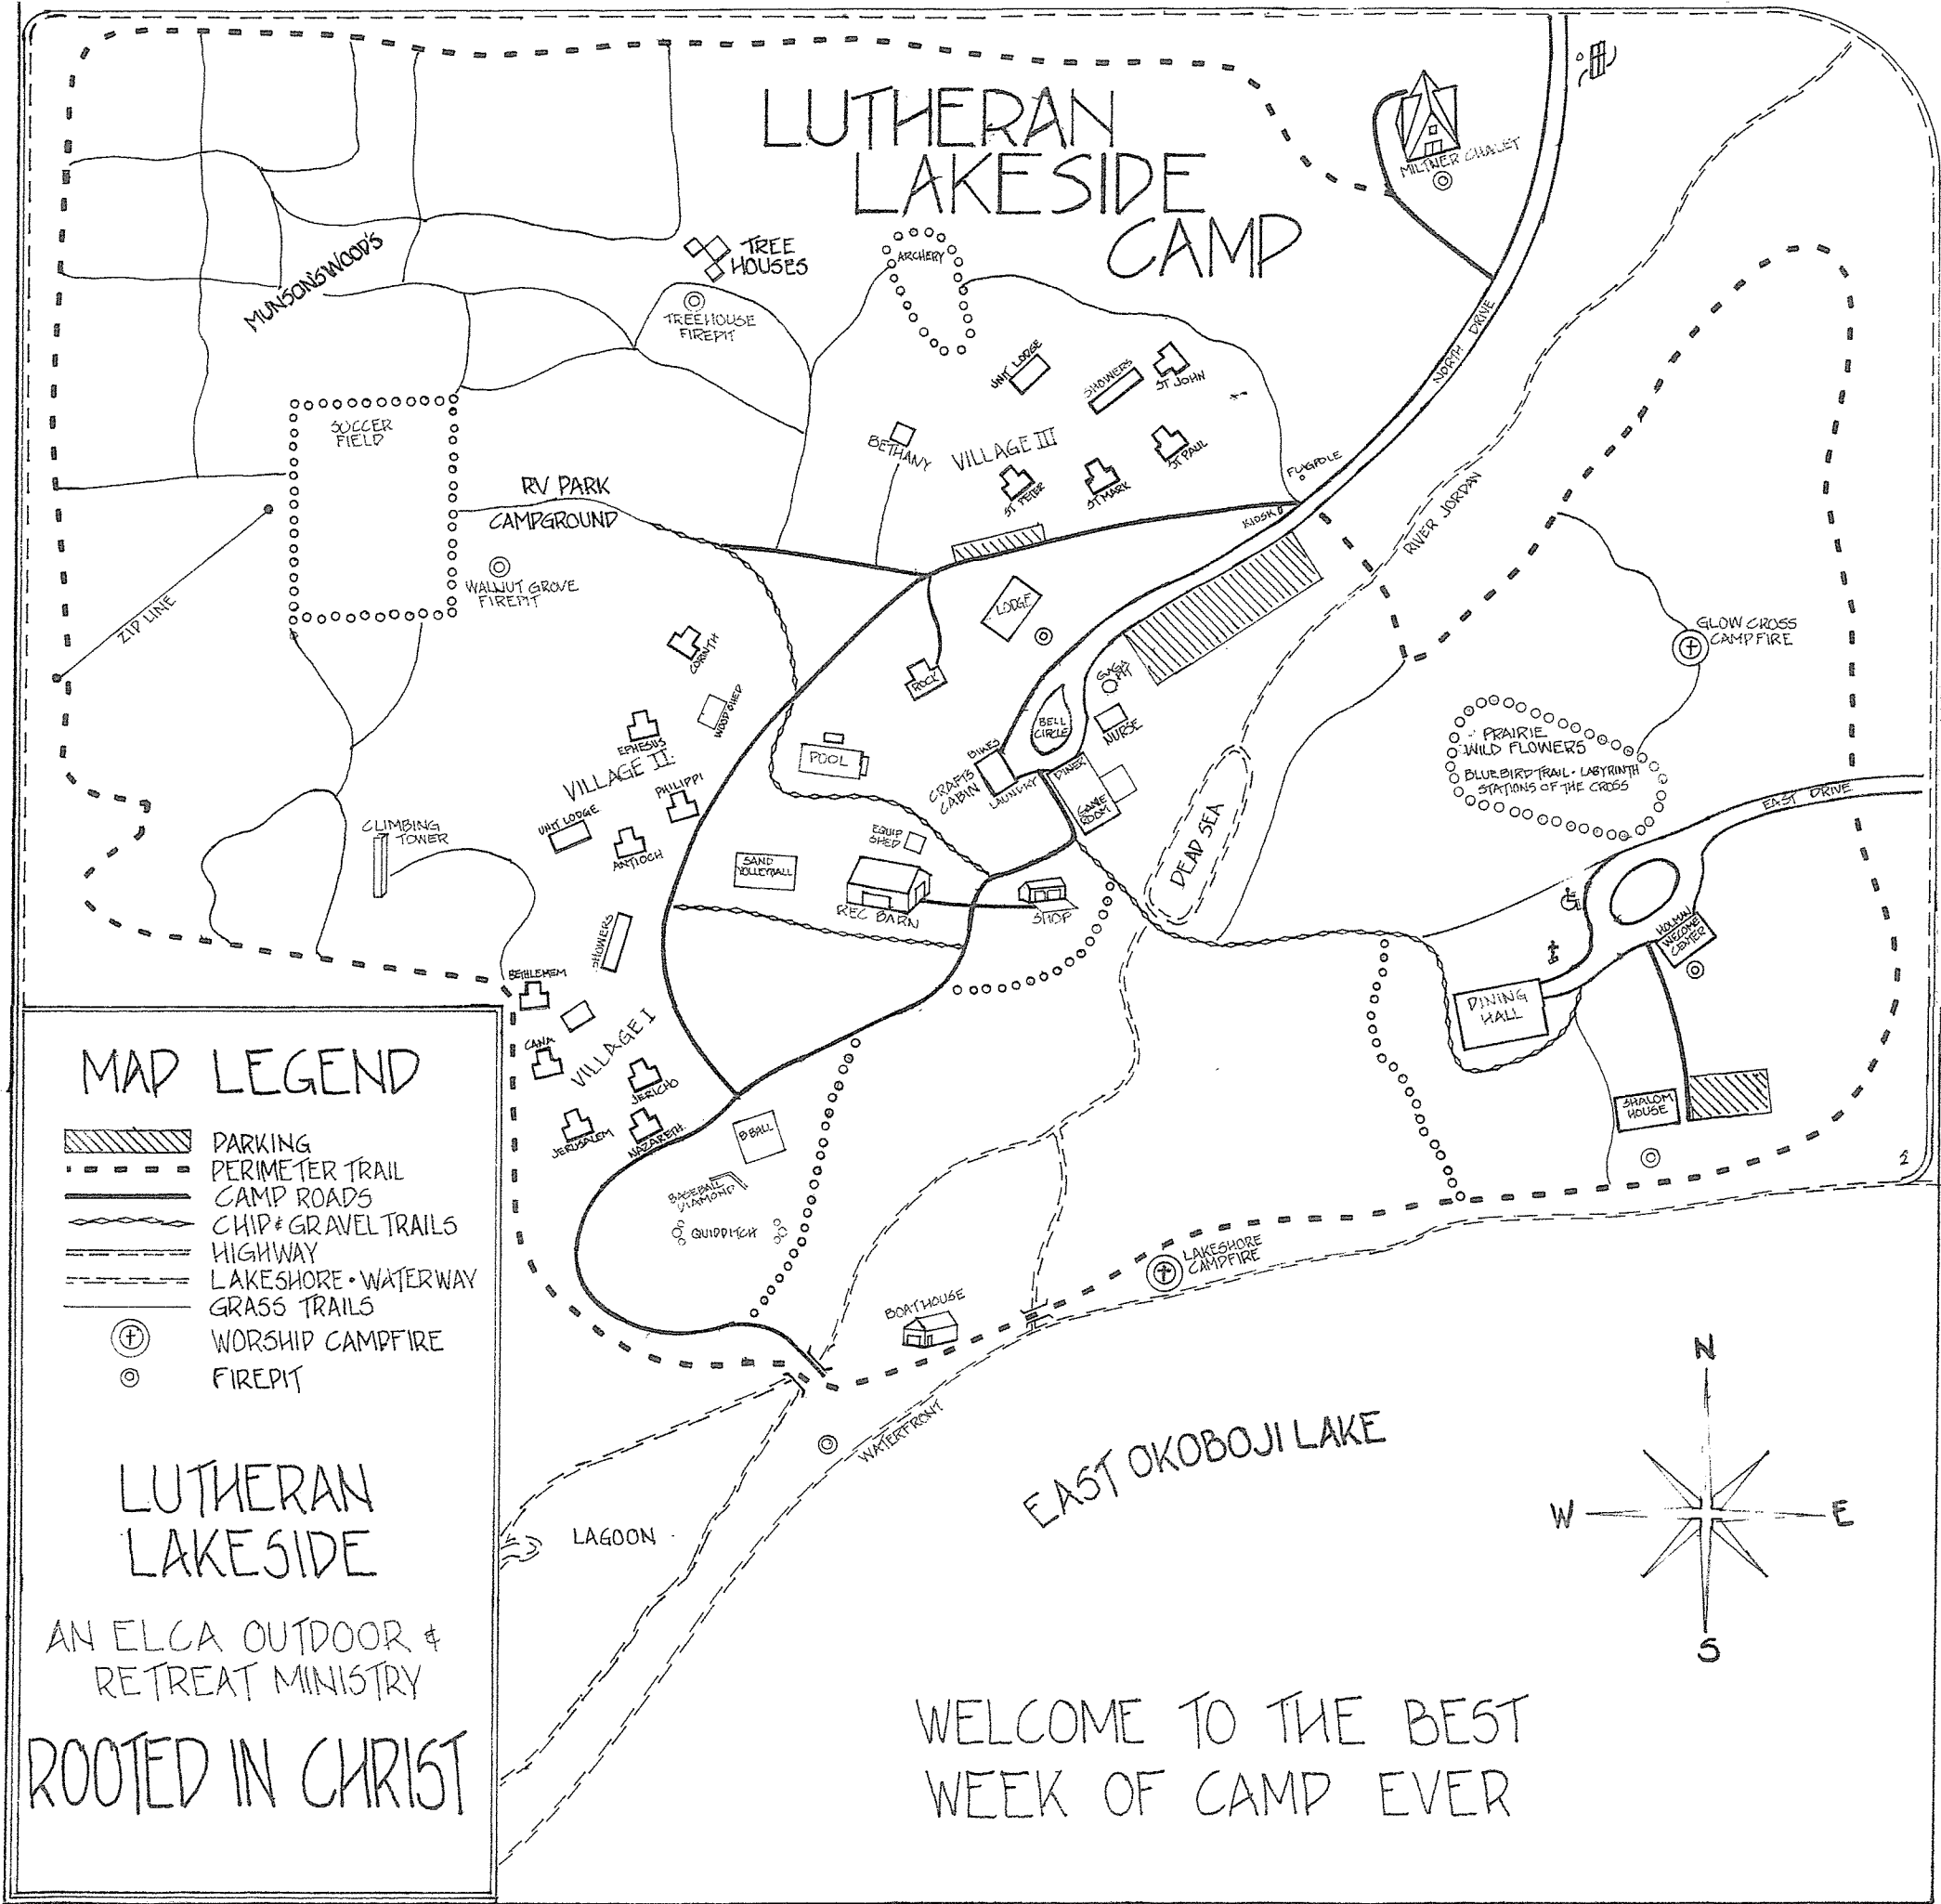 LUTHERAN
LAKESIDE
CAMP
MILTNER CHALET
MUNSON'S WOOD'S
TREE
HOUSES
ARCHERY
TREEHOUSE
FIREPIT
NORTH DRIVE
UNIT LODGE
SHOWERS
ST JOHN
SOCCER
FIELD
BETHANY
VILLAGE III
ST PAUL
ST PETER
ST MARK
FLAGPOLE
KIOSK
RIVER JORDAN
RV PARK
CAMPGROUND
WALNUT GROVE
FIREPIT
ZIP LINE
LODGE
ROCK
GLOW CROSS
CAMPFIRE
CORINTH
WOOD SHED
GAGA
PIT
BELL
CIRCLE
NURSE
EPHESUS
VILLAGE II
PHILIPPI
UNIT LODGE
ANTIOCH
POOL
BIKES
CRAFTS
CABIN
LAUNDRY
DINER
GAME
ROOM
PRAIRIE
WILD FLOWERS
BLUEBIRD TRAIL • LABYRINTH
STATIONS OF THE CROSS
EAST DRIVE
CLIMBING
TOWER
SAND
VOLLEYBALL
EQUIP
SHED
REC BARN
SHOP
DEAD SEA
SHOWERS
HOLMAN
WELCOME
CENTER
DINING
HALL
BETHLEHEM
CANA
VILLAGE I
JERICHO
JERUSALEM
NAZARETH
BBALL
BASEBALL
DIAMOND
QUIDDITCH
SHALOM
HOUSE
LAKESHORE
CAMPFIRE
BOATHOUSE
WATERFRONT
EAST OKOBOJI LAKE
LAGOON
N
W
E
S
MAP LEGEND
PARKING
PERIMETER TRAIL
CAMP ROADS
CHIP & GRAVEL TRAILS
HIGHWAY
LAKESHORE • WATERWAY
GRASS TRAILS
WORSHIP CAMPFIRE
FIREPIT
LUTHERAN
LAKESIDE
AN ELCA OUTDOOR &
RETREAT MINISTRY
ROOTED IN CHRIST
WELCOME TO THE BEST
WEEK OF CAMP EVER